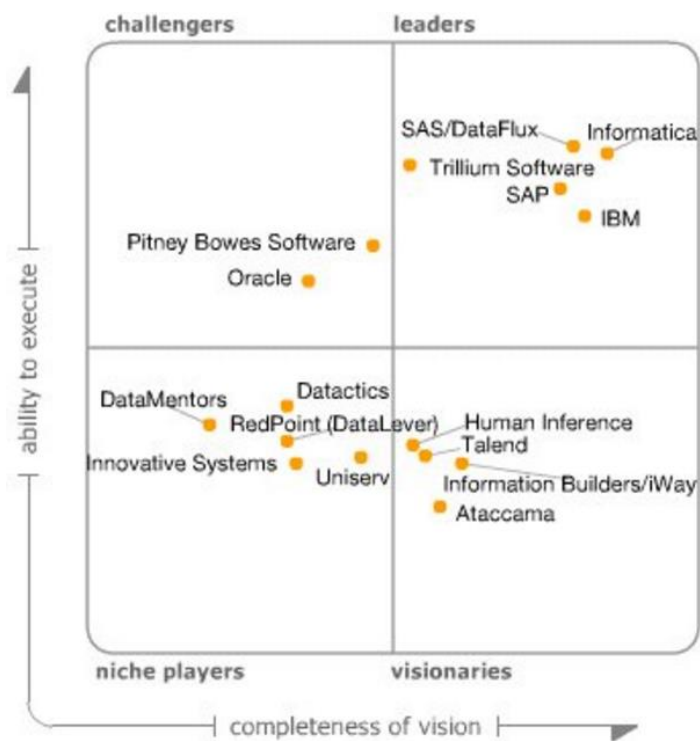 challengers
leaders
SAS/DataFlux
Informatica
Trillium Software
SAP
IBM
Pitney Bowes Software
Oracle
ability to execute
DataMentors
Datactics
RedPoint (DataLever)
Human Inference
Talend
Innovative Systems
Uniserv
Information Builders/iWay
Ataccama
niche players
visionaries
completeness of vision